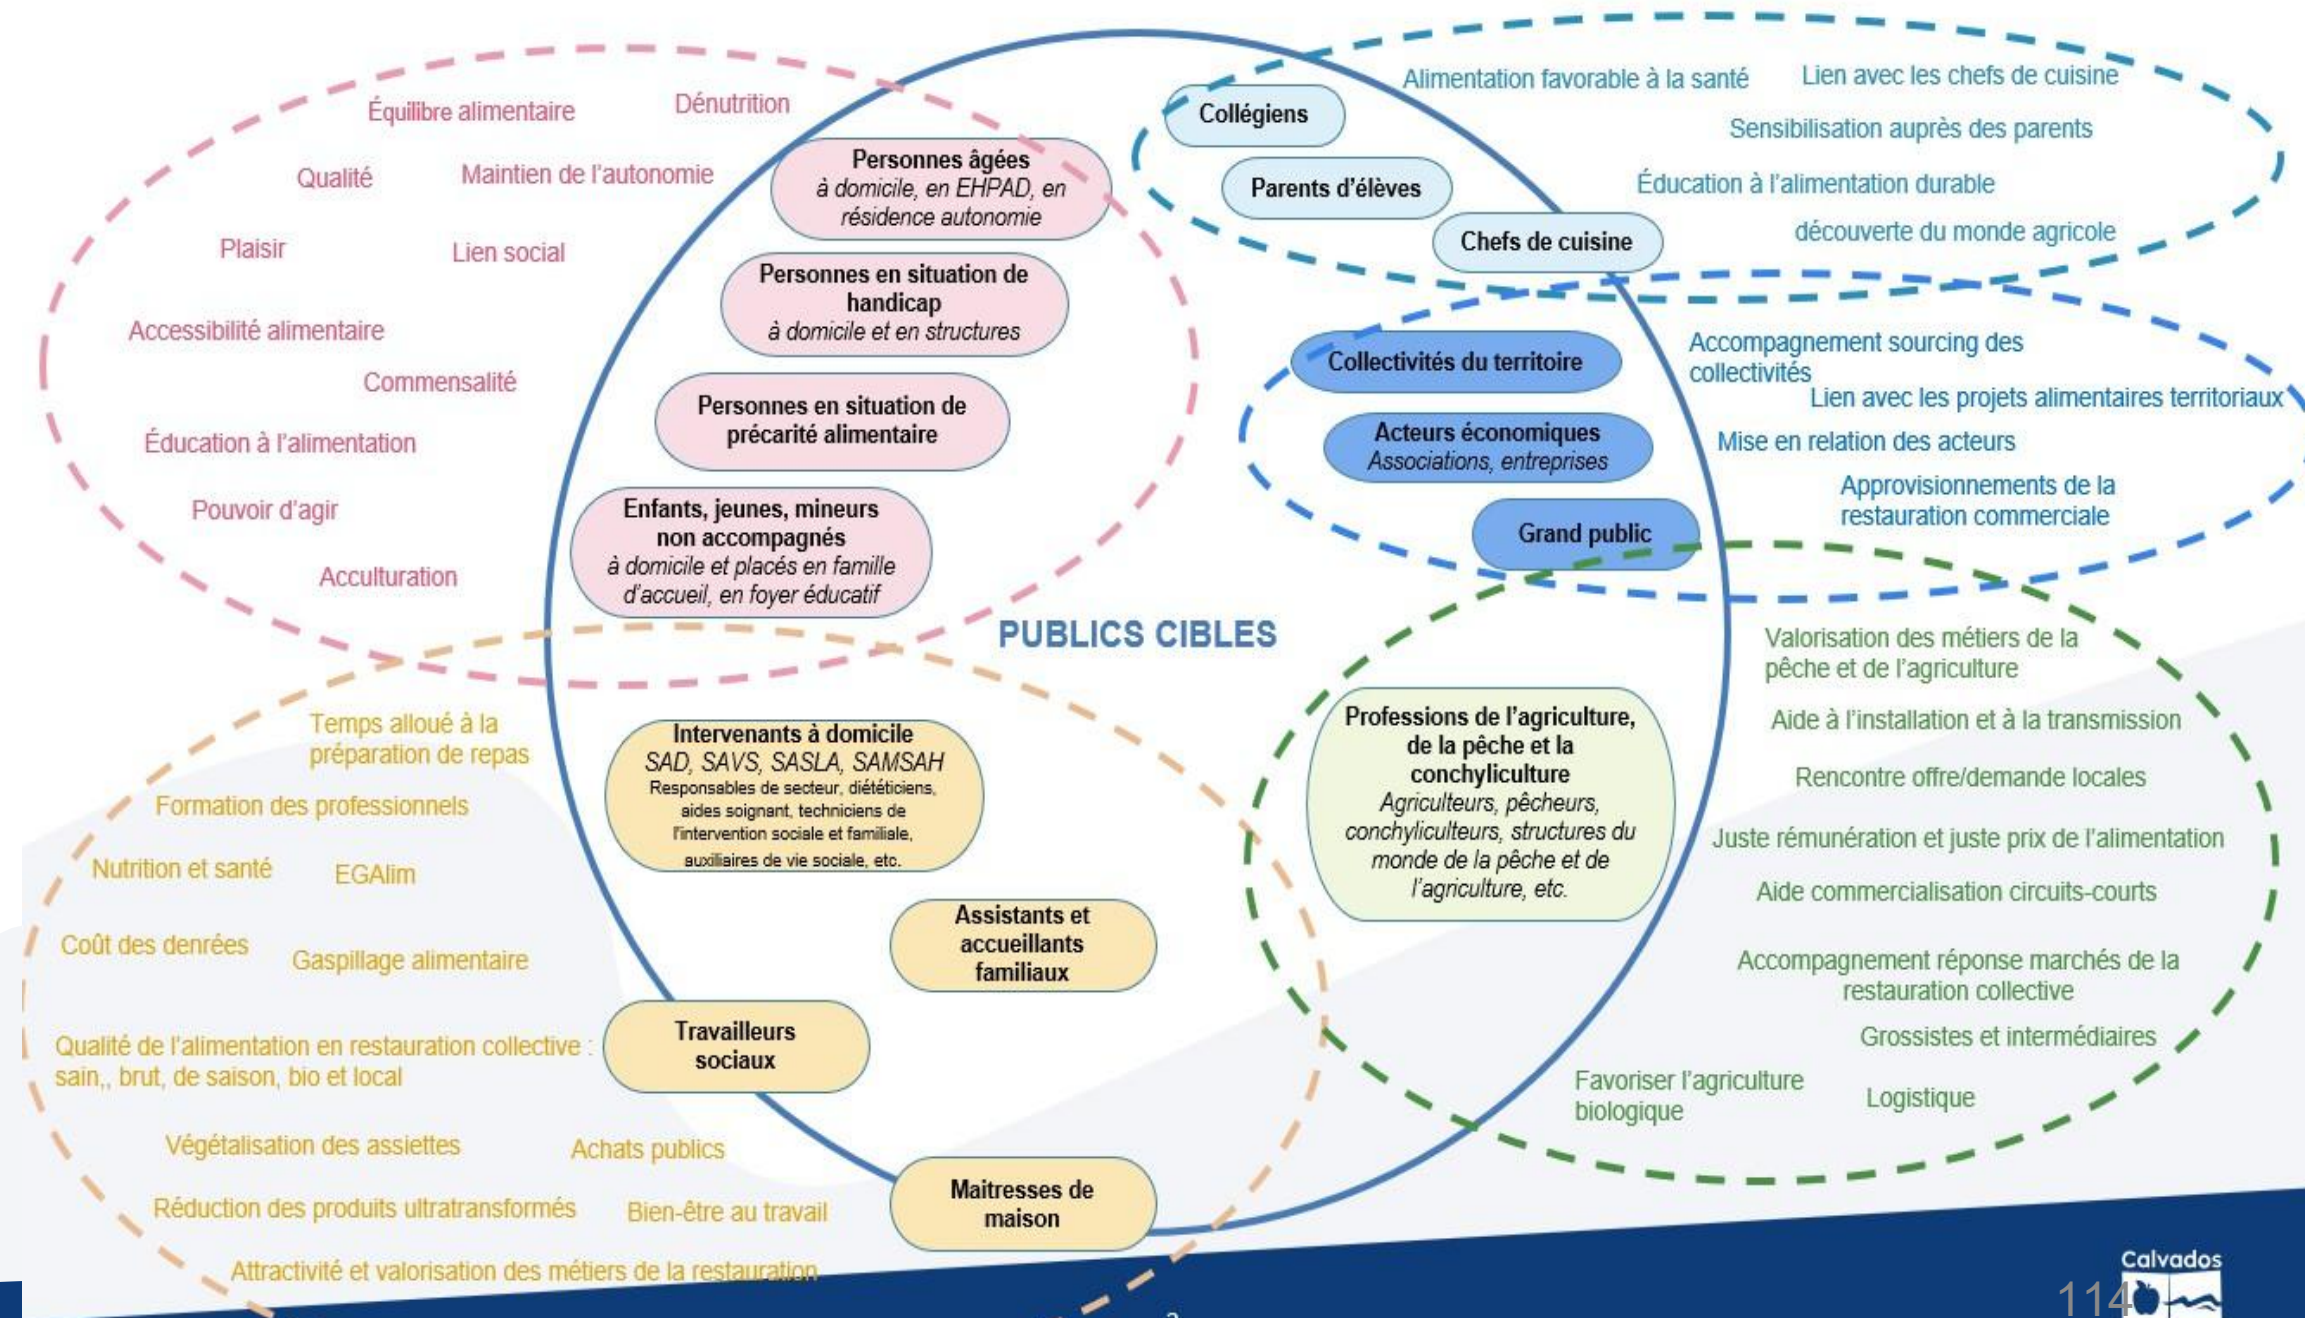 Équilibre alimentaire
Dénutrition
Qualité
Maintien de l'autonomie
Plaisir
Lien social
Accessibilité alimentaire
Commensalité
Éducation à l'alimentation
Pouvoir d'agir
Acculturation
Personnes âgées
à domicile, en EHPAD, en
résidence autonomie
Personnes en situation de
handicap
à domicile et en structures
Personnes en situation de
précarité alimentaire
Enfants, jeunes, mineurs
non accompagnés
à domicile et placés en famille
d'accueil, en foyer éducatif
Collégiens
Parents d'élèves
Chefs de cuisine
Alimentation favorable à la santé
Lien avec les chefs de cuisine
Sensibilisation auprès des parents
Éducation à l'alimentation durable
découverte du monde agricole
Collectivités du territoire
Acteurs économiques
Associations, entreprises
Grand public
Accompagnement sourcing des
collectivités
Lien avec les projets alimentaires territoriaux
Mise en relation des acteurs
Approvisionnements de la
restauration commerciale
PUBLICS CIBLES
Temps alloué à la
préparation de repas
Formation des professionnels
Nutrition et santé
EGAlim
Coût des denrées
Gaspillage alimentaire
Qualité de l'alimentation en restauration collective :
sain,, brut, de saison, bio et local
Végétalisation des assiettes
Achats publics
Réduction des produits ultratransformés
Bien-être au travail
Attractivité et valorisation des métiers de la restauration
Intervenants à domicile
SAD, SAVS, SASLA, SAMSAH
Responsables de secteur, diététiciens,
aides soignant, techniciens de
l'intervention sociale et familiale,
auxiliaires de vie sociale, etc.
Assistants et
accueillants
familiaux
Travailleurs
sociaux
Maitresses de
maison
Professions de l'agriculture,
de la pêche et la
conchyliculture
Agriculteurs, pêcheurs,
conchyliculteurs, structures du
monde de la pêche et de
l'agriculture, etc.
Valorisation des métiers de la
pêche et de l'agriculture
Aide à l'installation et à la transmission
Rencontre offre/demande locales
Juste rémunération et juste prix de l'alimentation
Aide commercialisation circuits-courts
Accompagnement réponse marchés de la
restauration collective
Grossistes et intermédiaires
Favoriser l'agriculture
biologique
Logistique
Calvados
114